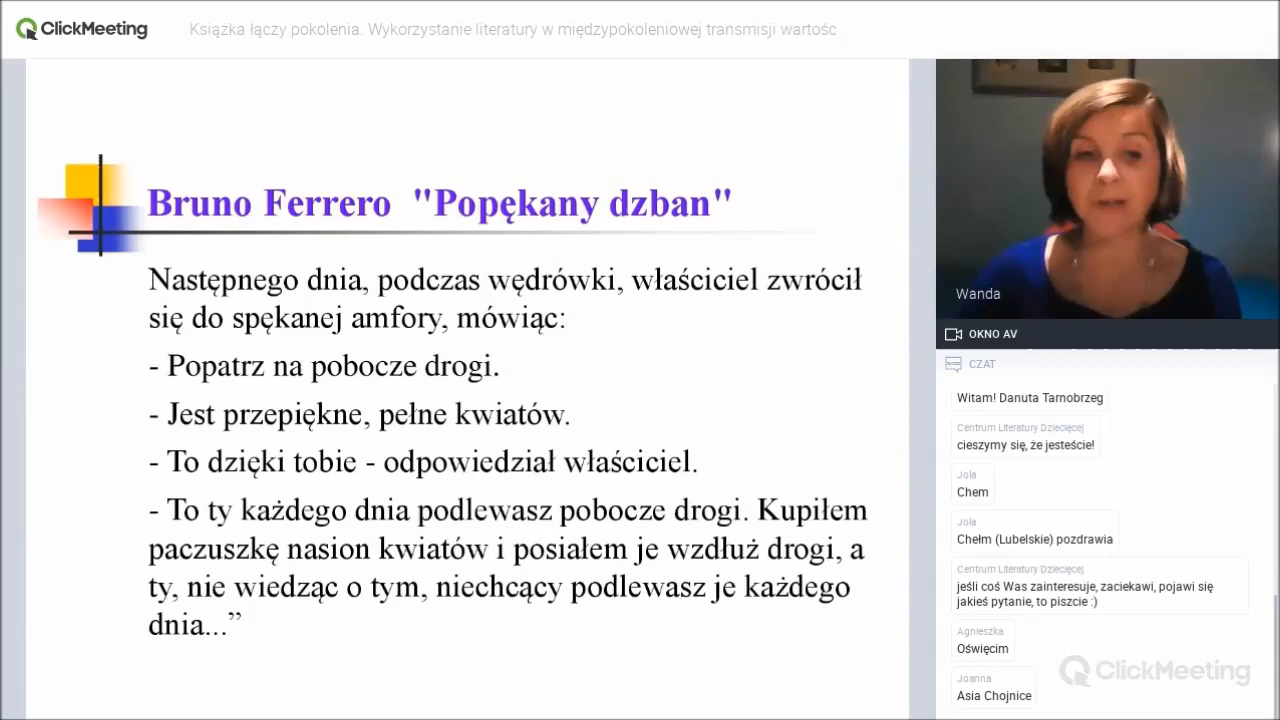 ClickMeeting
Książka łączy pokolenia. Wykorzystanie literatury w międzypokoleniowej transmisji wartośc
Bruno Ferrero "Popękany dzban"
Następnego dnia, podczas wędrówki, właściciel zwrócił
się do spękanej amfory, mówiąc:
- Popatrz na pobocze drogi.
- Jest przepiękne, pełne kwiatów.
- To dzięki tobie - odpowiedział właściciel.
- To ty każdego dnia podlewasz pobocze drogi. Kupiłem
paczuszkę nasion kwiatów i posiałem je wzdłuż drogi, a
ty, nie wiedząc o tym, niechcący podlewasz je każdego
dnia...”
Wanda
OKNO AV
CZAT
Witam! Danuta Tarnobrzeg
Centrum Literatury Dziecięcej
cieszymy się, że jesteście!
Jola
Chem
Jola
Chełm (Lubelskie) pozdrawia
Centrum Literatury Dziecięcej
jeśli coś Was zainteresuje, zaciekawi, pojawi się
jakieś pytanie, to piszcie :)
Agnieszka
Oświęcim
Joanna
Asia Chojnice
ClickMeeting